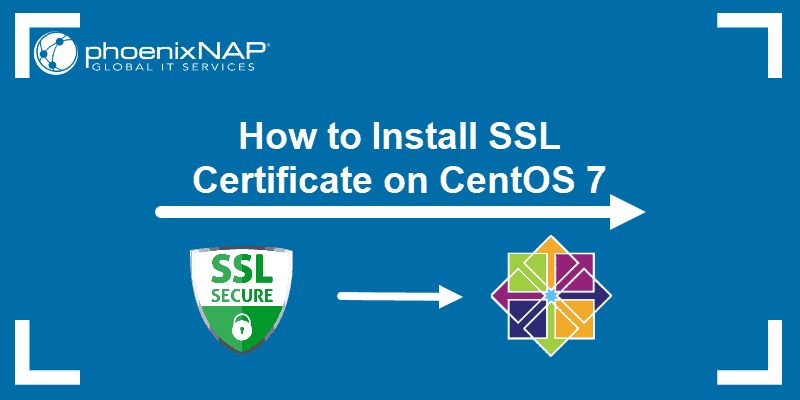 phoenixNAP®
GLOBAL IT SERVICES
How to Install SSL
Certificate on CentOS 7
SSL
SECURE